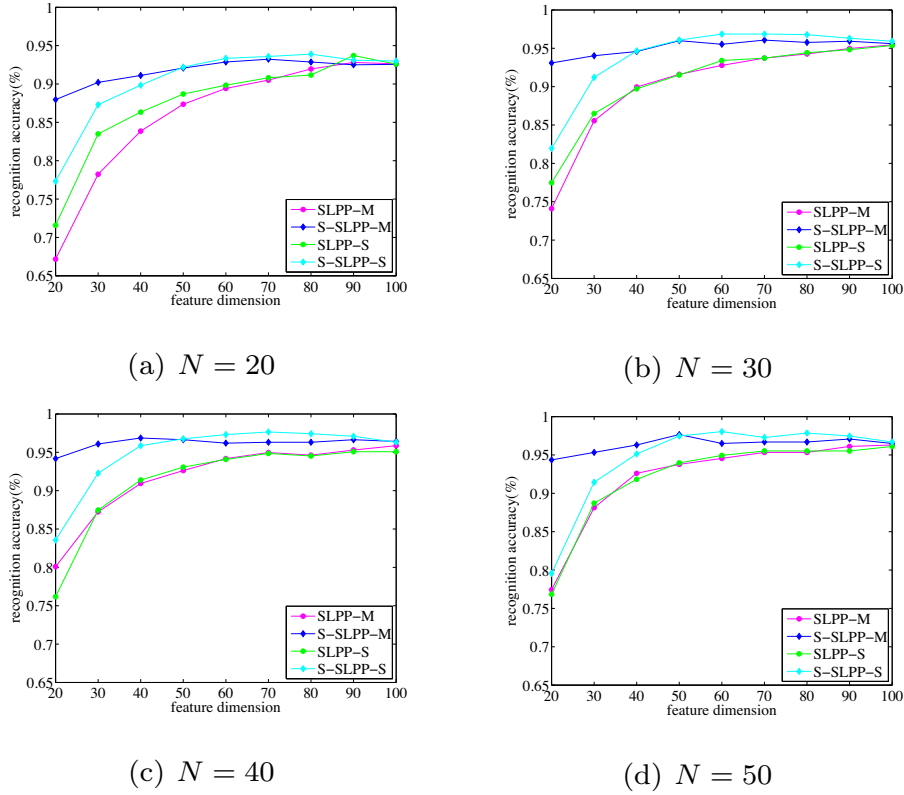 1
0.95
0.9
0.85
0.8
0.75
0.7
0.65
recognition accuracy(%)
20 30 40 50 60 70 80 90 100
feature dimension
SLPP-M
S-SLPP-M
SLPP-S
S-SLPP-S
(a) N = 20
1
0.95
0.9
0.85
0.8
0.75
0.7
0.65
recognition accuracy(%)
20 30 40 50 60 70 80 90 100
feature dimension
SLPP-M
S-SLPP-M
SLPP-S
S-SLPP-S
(b) N = 30
1
0.95
0.9
0.85
0.8
0.75
0.7
0.65
recognition accuracy(%)
20 30 40 50 60 70 80 90 100
feature dimension
SLPP-M
S-SLPP-M
SLPP-S
S-SLPP-S
(c) N = 40
1
0.95
0.9
0.85
0.8
0.75
0.7
0.65
recognition accuracy(%)
20 30 40 50 60 70 80 90 100
feature dimension
SLPP-M
S-SLPP-M
SLPP-S
S-SLPP-S
(d) N = 50